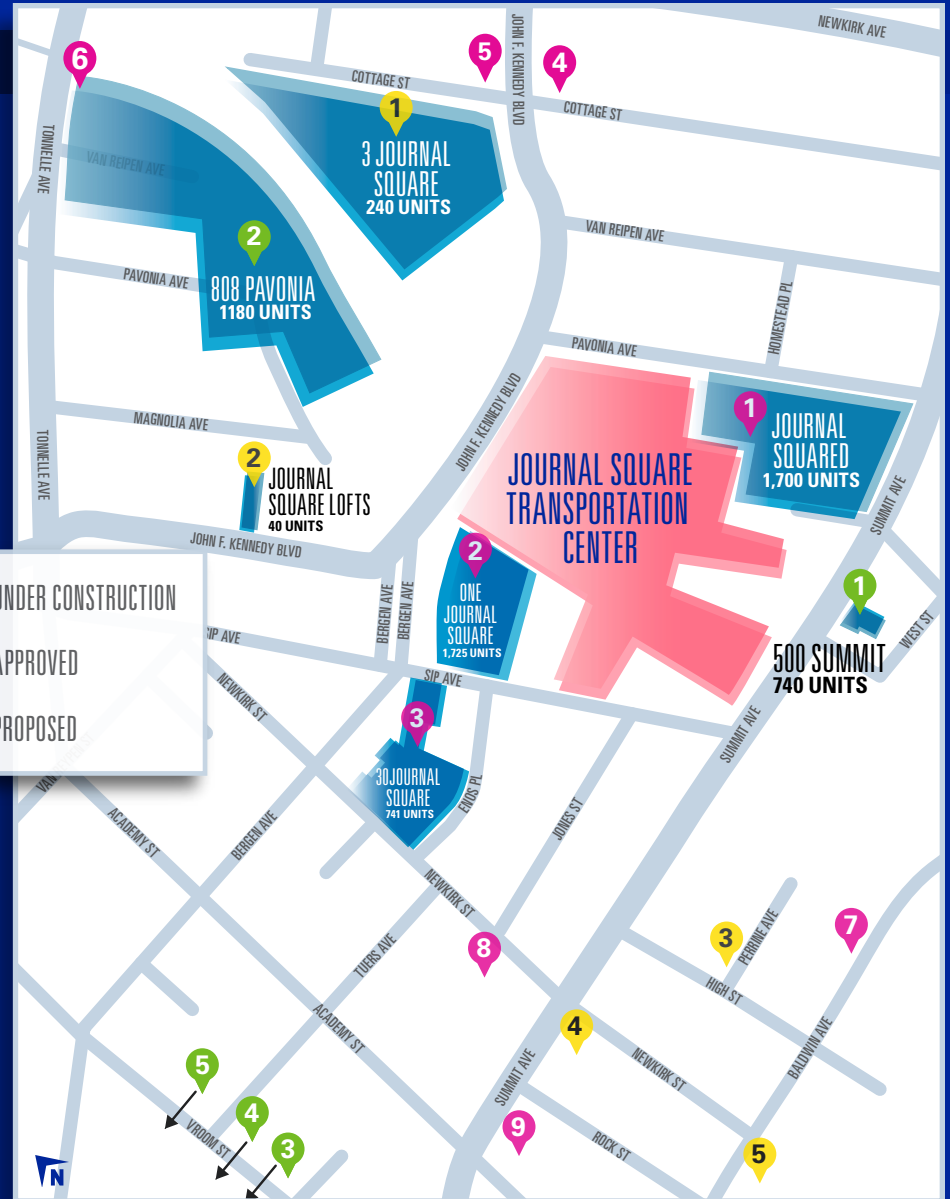 NEWKIRK AVE
JOHN F. KENNEDY BLVD
6
5
4
COTTAGE ST
COTTAGE ST
1
3 JOURNAL
SQUARE
240 UNITS
TONNELLE AVE
VAN REIPEN AVE
VAN REIPEN AVE
2
808 PAVONIA
1180 UNITS
PAVONIA AVE
HOMESTEAD PL
PAVONIA AVE
JOHN F. KENNEDY BLVD
1
JOURNAL
SQUARED
1,700 UNITS
MAGNOLIA AVE
TONNELLE AVE
2
JOURNAL
SQUARE LOFTS
40 UNITS
JOURNAL SQUARE
TRANSPORTATION
CENTER
SUMMIT AVE
JOHN F. KENNEDY BLVD
2
ONE
JOURNAL
SQUARE
1,725 UNITS
BERGEN AVE
BERGEN AVE
1
WEST ST
500 SUMMIT
740 UNITS
UNDER CONSTRUCTION
APPROVED
PROPOSED
SIP AVE
SIP AVE
NEWKIRK ST
3
30 JOURNAL
SQUARE
741 UNITS
ENOS PL
SUMMIT AVE
JONES ST
ACADEMY ST
BERGEN AVE
NEWKIRK ST
TUERS AVE
8
3
PERRINE AVE
7
HIGH ST
ACADEMY ST
4
NEWKIRK ST
BALDWIN AVE
SUMMIT AVE
5
4
3
VROOM ST
9
ROCK ST
5
N